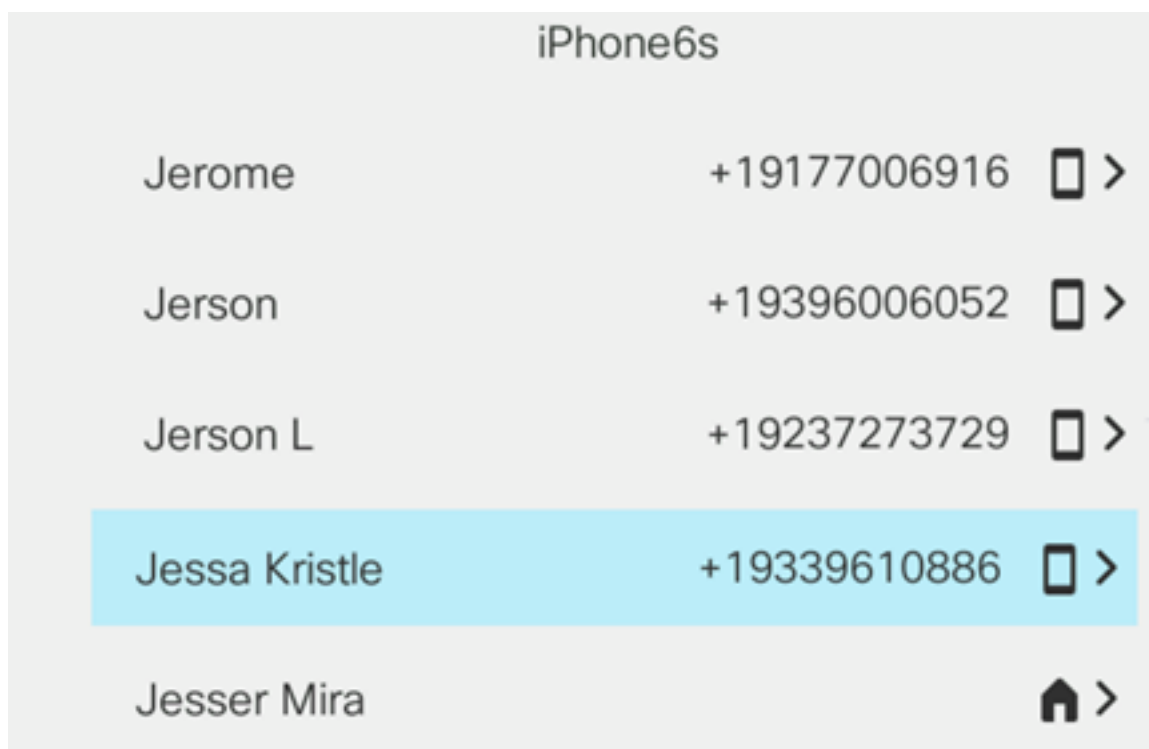 iPhone6s
Jerome +19177006916
Jerson +19396006052
Jerson L +19237273729
Jessa Kristle +19339610886
Jesser Mira